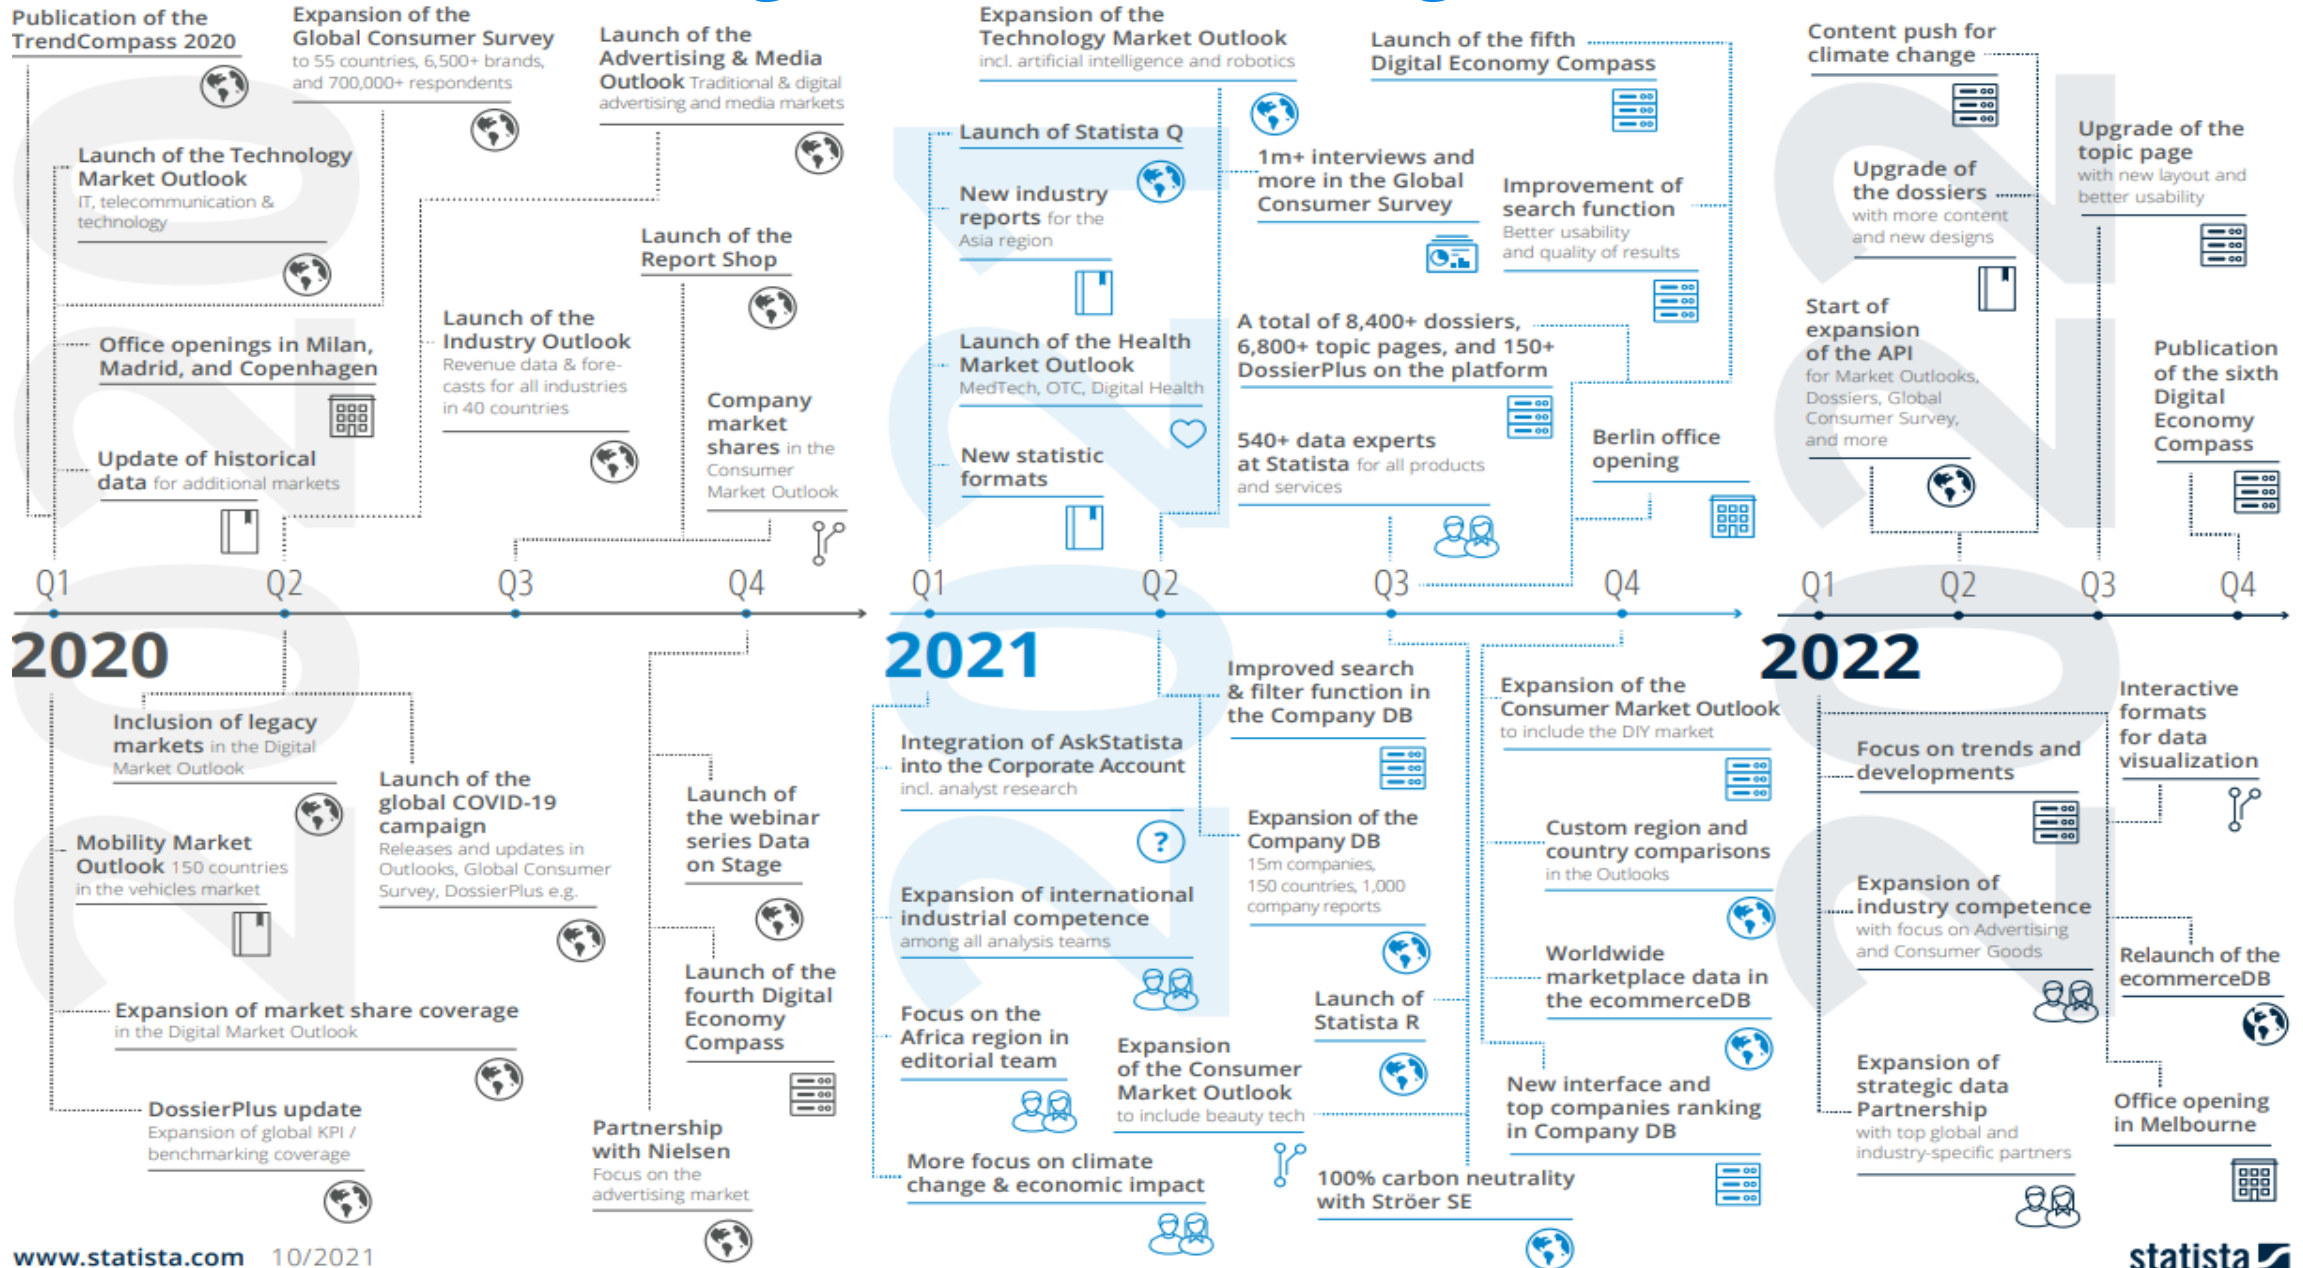 Publication of the
TrendCompass 2020
Expansion of the
Global Consumer Survey
to 55 countries, 6,500+ brands,
and 700,000+ respondents
Launch of the
Advertising & Media
Outlook Traditional & digital
advertising and media markets
Launch of the Technology
Market Outlook
IT, telecommunication &
technology
Launch of the
Report Shop
Office openings in Milan,
Madrid, and Copenhagen
Launch of the
Industry Outlook
Revenue data & fore-
casts for all industries
in 40 countries
Company
market
shares in the
Consumer
Market Outlook
Update of historical
data for additional markets
Expansion of the
Technology Market Outlook
incl. artificial intelligence and robotics
Launch of the fifth
Digital Economy Compass
Launch of Statista Q
1m+ interviews and
more in the Global
Consumer Survey
New industry
reports for the
Asia region
Improvement of
search function
Better usability
and quality of results
Launch of the Health
Market Outlook
MedTech, OTC, Digital Health
A total of 8,400+ dossiers,
6,800+ topic pages, and 150+
DossierPlus on the platform
New statistic
formats
540+ data experts
at Statista for all products
and services
Berlin office
opening
Content push for
climate change
Upgrade of the
topic page
with new layout and
better usability
Upgrade of
the dossiers
with more content
and new designs
Start of
expansion
of the API
for Market Outlooks,
Dossiers, Global
Consumer Survey,
and more
Publication
of the sixth
Digital
Economy
Compass
Q1 Q2 Q3 Q4 Q1 Q2 Q3 Q4 Q1 Q2 Q3 Q4
2020 2021 2022
2020
2021
2022
Inclusion of legacy
markets in the Digital
Market Outlook
Launch of the
global COVID-19
campaign
Releases and updates in
Outlooks, Global Consumer
Survey, DossierPlus e.g.
Mobility Market
Outlook 150 countries
in the vehicles market
Launch of
the webinar
series Data
on Stage
Expansion of market share coverage
in the Digital Market Outlook
Launch of the
fourth Digital
Economy
Compass
DossierPlus update
Expansion of global KPI /
benchmarking coverage
Partnership
with Nielsen
Focus on the
advertising market
Improved search
& filter function in
the Company DB
Expansion of the
Consumer Market Outlook
to include the DIY market
Integration of AskStatista
into the Corporate Account
incl. analyst research
?
Expansion of the
Company DB
15m companies,
150 countries, 1,000
company reports
Custom region and
country comparisons
in the Outlooks
Expansion of international
industrial competence
among all analysis teams
Worldwide
marketplace data in
the ecommerceDB
Focus on the
Africa region in
editorial team
Launch of
Statista R
Expansion
of the Consumer
Market Outlook
to include beauty tech
New interface and
top companies ranking
in Company DB
More focus on climate
change & economic impact
100% carbon neutrality
with Ströer SE
Interactive
formats
for data
visualization
Focus on trends and
developments
Expansion of
industry competence
with focus on Advertising
and Consumer Goods
Relaunch of the
ecommerceDB
Expansion of
strategic data
Partnership
with top global and
industry-specific partners
Office opening
in Melbourne
www.statista.com 10/2021
statista